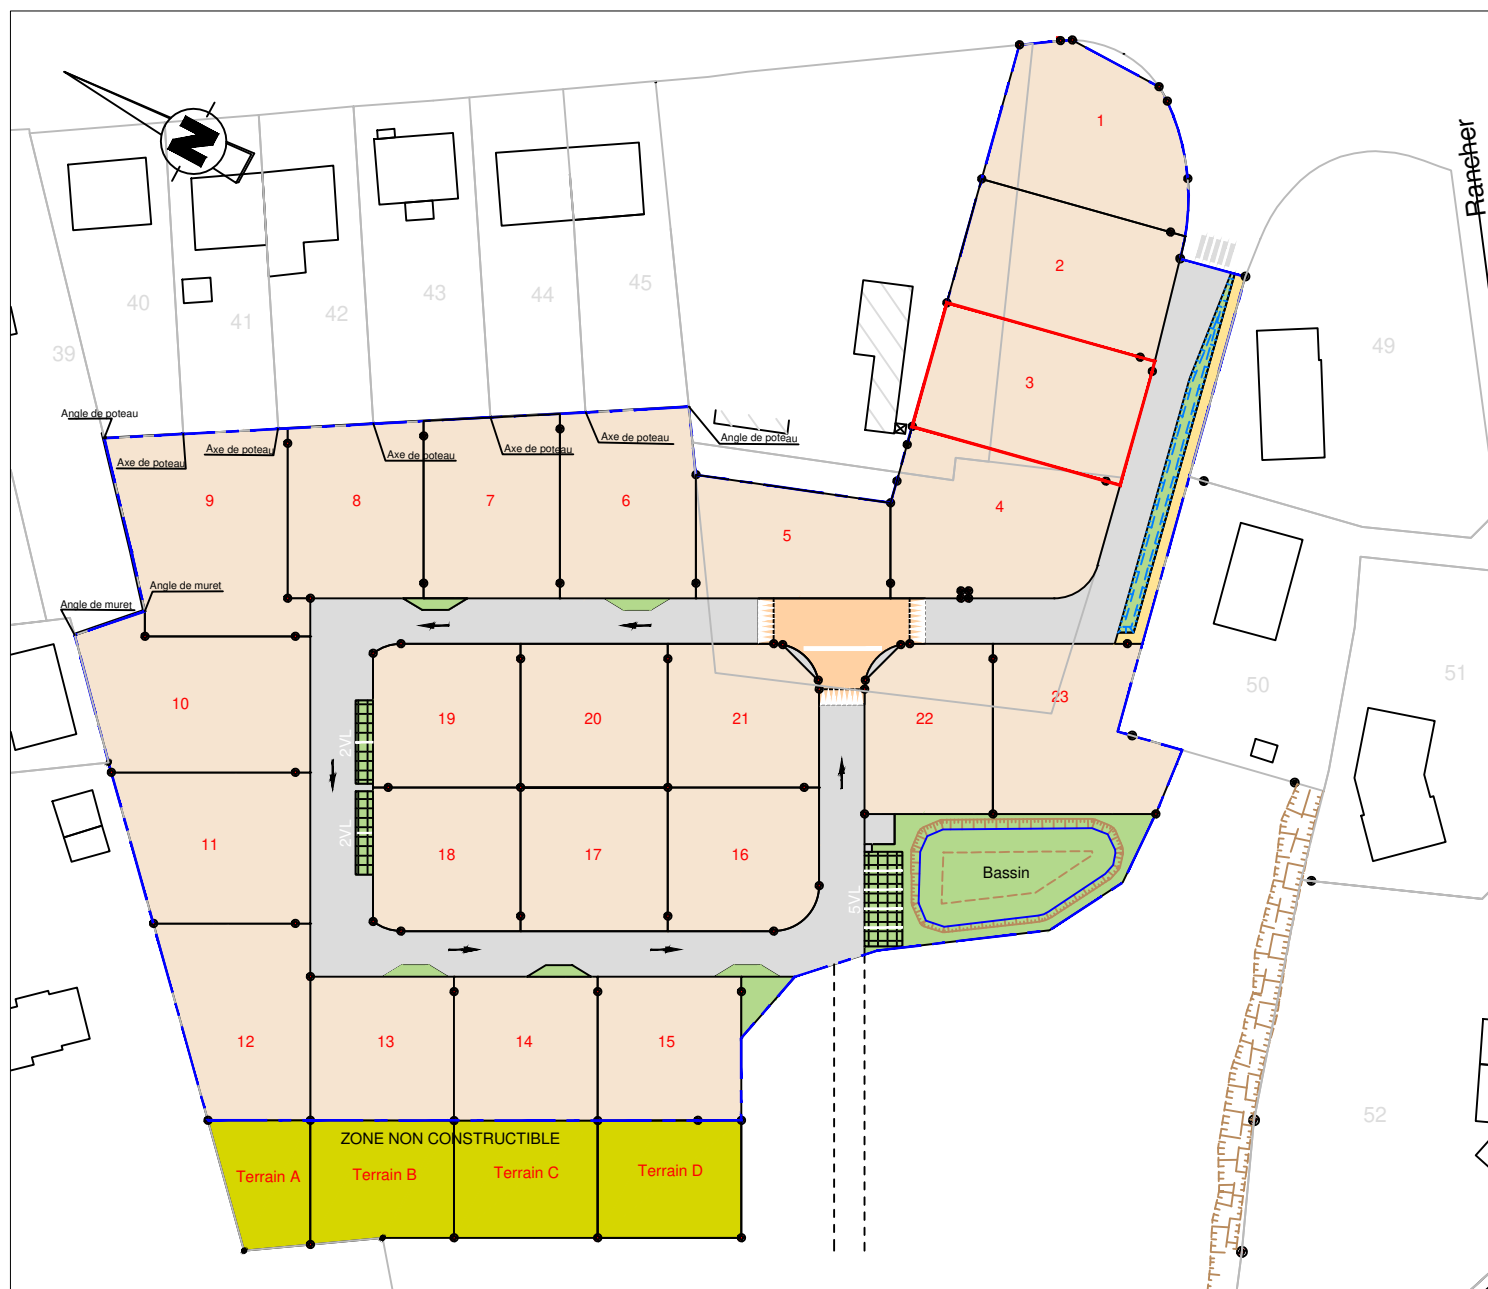 1
Rancher
N
2
40
41
42
43
44
45
39
49
3
Angle de poteau
Axe de poteau
Axe de poteau
Axe de poteau
Axe de poteau
Axe de poteau
Angle de poteau
9
8
7
6
5
4
Angle de muret
Angle de muret
10
19
20
21
22
23
50
51
2VL
2VL
11
18
17
16
5VL
Bassin
12
13
14
15
52
ZONE NON CONSTRUCTIBLE
Terrain A
Terrain B
Terrain C
Terrain D